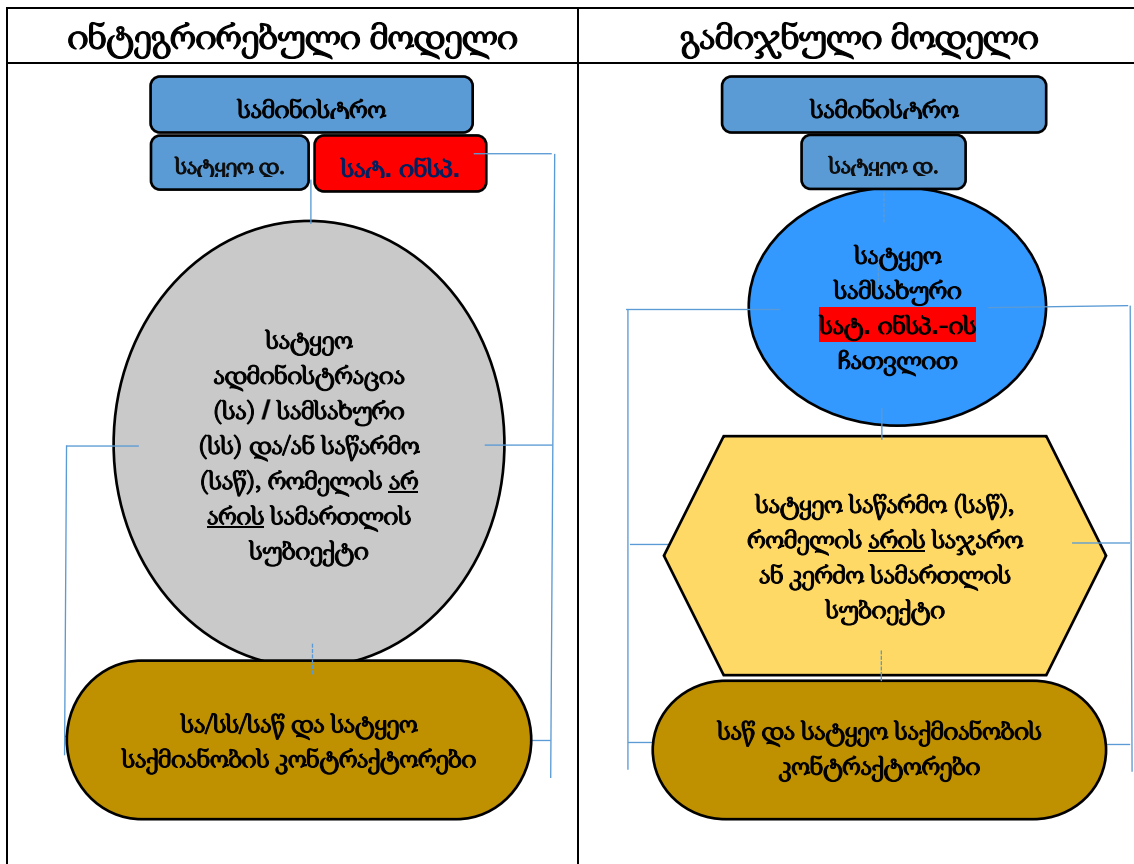 ინტეგრირებული მოდელი
სამინისტრო
სატყეო დ.
სატ. ინსპ.
სატყეო
ადმინისტრაცია
(სა) / სამსახური
(სს) და/ან საწარმო
(საწ), რომელის არ
არის სამართლის
სუბიექტი
სა/სს/საწ და სატყეო
საქმიანობის კონტრაქტორები
გამიჯნული მოდელი
სამინისტრო
სატყეო დ.
სატყეო
სამსახური
სატ. ინსპ.-ის
ჩათვლით
სატყეო საწარმო (საწ),
რომელის არის საჯარო
ან კერძო სამართლის
სუბიექტი
საწ და სატყეო საქმიანობის
კონტრაქტორები